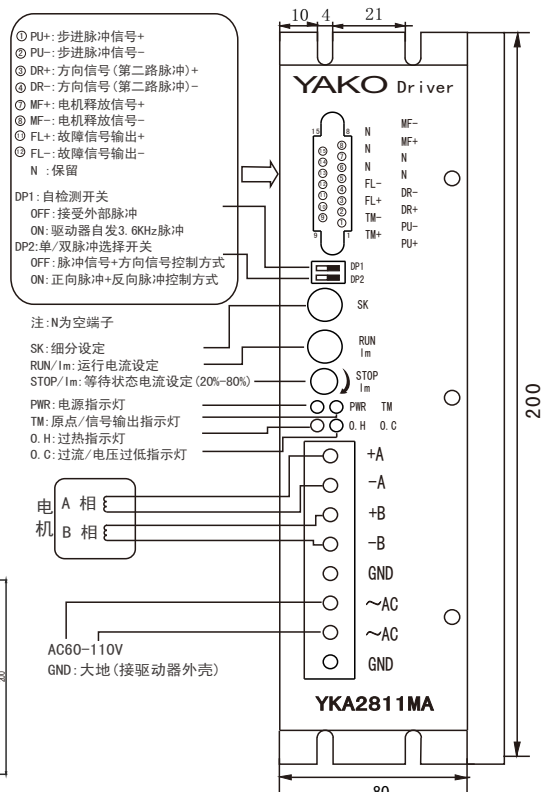 10 4 21
① PU+:步进脉冲信号+
② PU-:步进脉冲信号-
③ DR+:方向信号(第二路脉冲)+
④ DR-:方向信号(第二路脉冲)-
⑦ MF+:电机释放信号+
⑧ MF-:电机释放信号-
⑪ FL+:故障信号输出+
⑫ FL-:故障信号输出-
N :保留
DP1:自检测开关
OFF:接受外部脉冲
ON:驱动器自发3.6KHz脉冲
DP2:单/双脉冲选择开关
OFF:脉冲信号+方向信号控制方式
ON:正向脉冲+反向脉冲控制方式
注:N为空端子
SK:细分设定
RUN/Im:运行电流设定
STOP/Im:等待状态电流设定(20%-80%)
PWR:电源指示灯
TM:原点/信号输出指示灯
O.H:过热指示灯
O.C:过流/电压过低指示灯
电机
A 相
B 相
AC60-110V
GND:大地(接驱动器外壳)
YAKO Driver
15 8
9 1
N
N
N
FL-
FL+
TM-
TM+
MF-
MF+
N
N
DR-
DR+
PU-
PU+
DP1
DP2
SK
RUN
Im
STOP
Im
PWR TM
O.H O.C
+A
-A
+B
-B
GND
~AC
~AC
GND
YKA2811MA
200
80